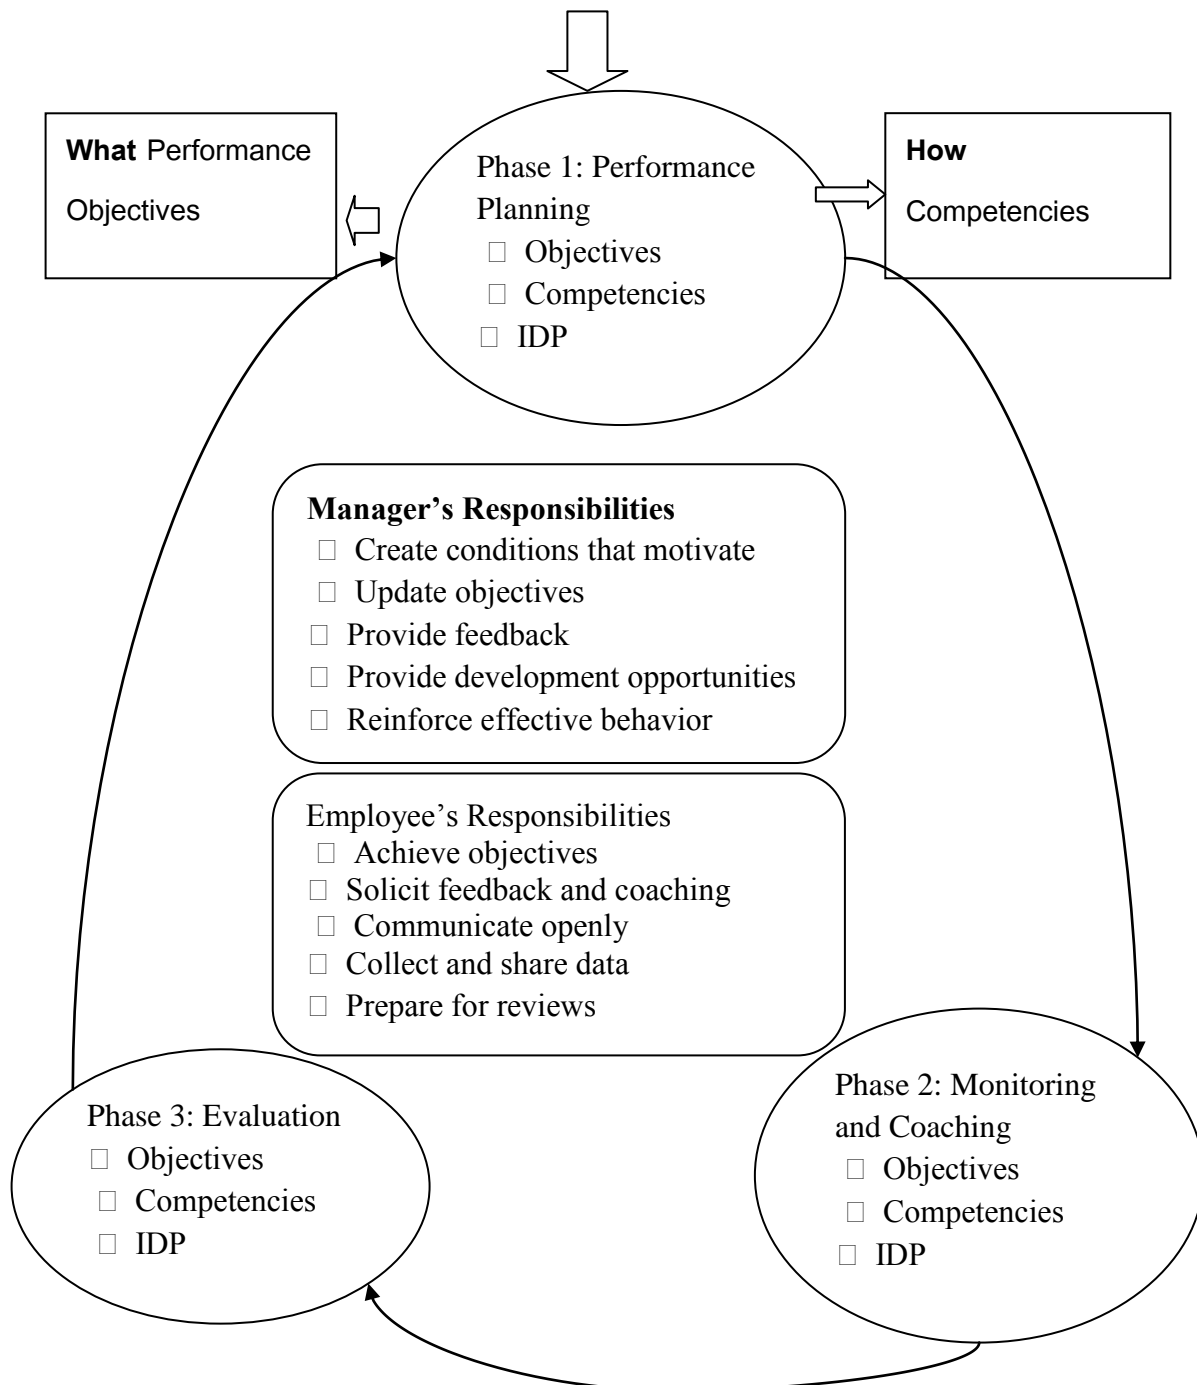 What Performance
Objectives
Phase 1: Performance
Planning
□ Objectives
□ Competencies
□ IDP
How
Competencies
Manager’s Responsibilities
□ Create conditions that motivate
□ Update objectives
□ Provide feedback
□ Provide development opportunities
□ Reinforce effective behavior
Employee’s Responsibilities
□ Achieve objectives
□ Solicit feedback and coaching
□ Communicate openly
□ Collect and share data
□ Prepare for reviews
Phase 3: Evaluation
□ Objectives
□ Competencies
□ IDP
Phase 2: Monitoring
and Coaching
□ Objectives
□ Competencies
□ IDP